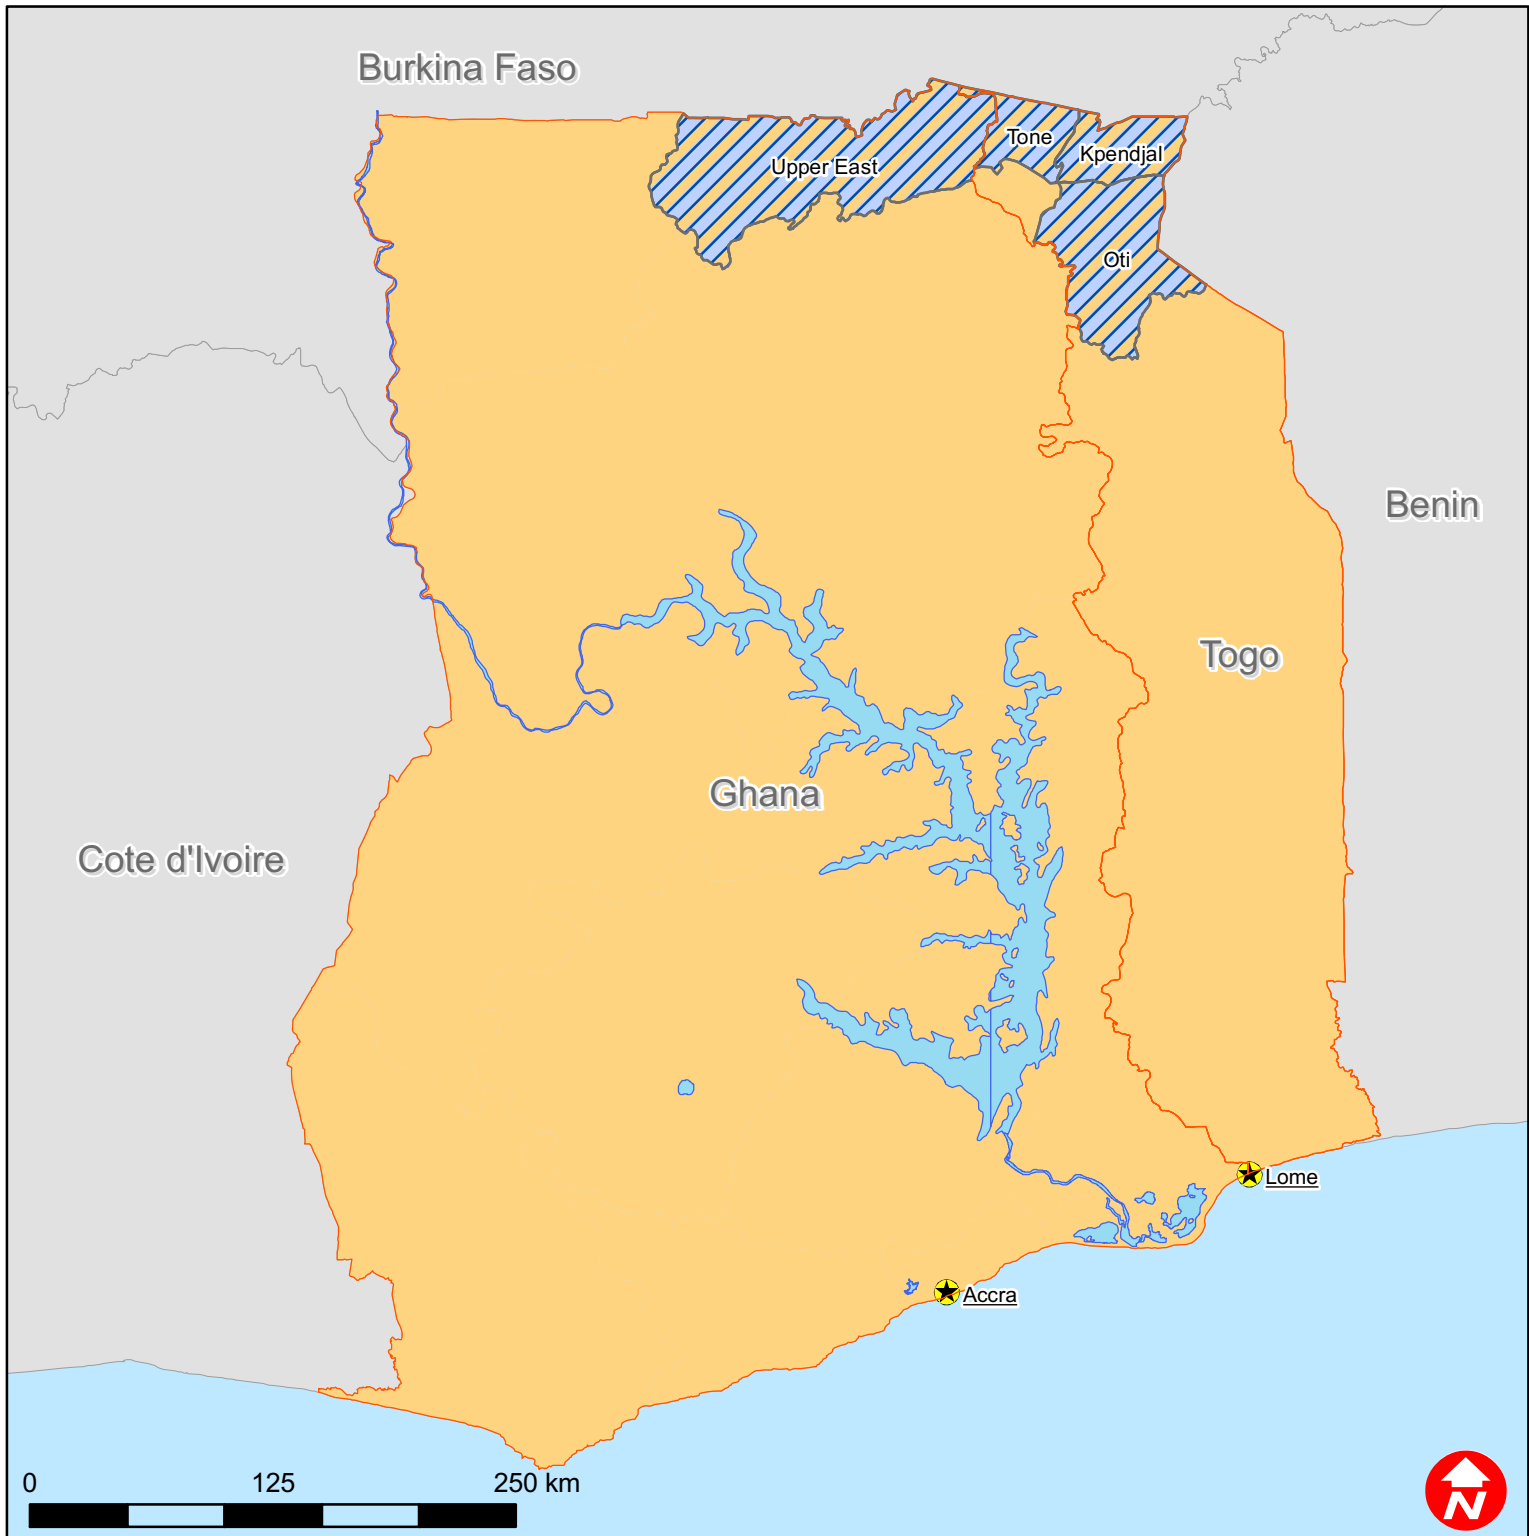 Burkina Faso
Tone
Kpendjal
Upper East
Oti
Benin
Togo
Ghana
Cote d'Ivoire
Lome
Accra
0 125 250 km
N